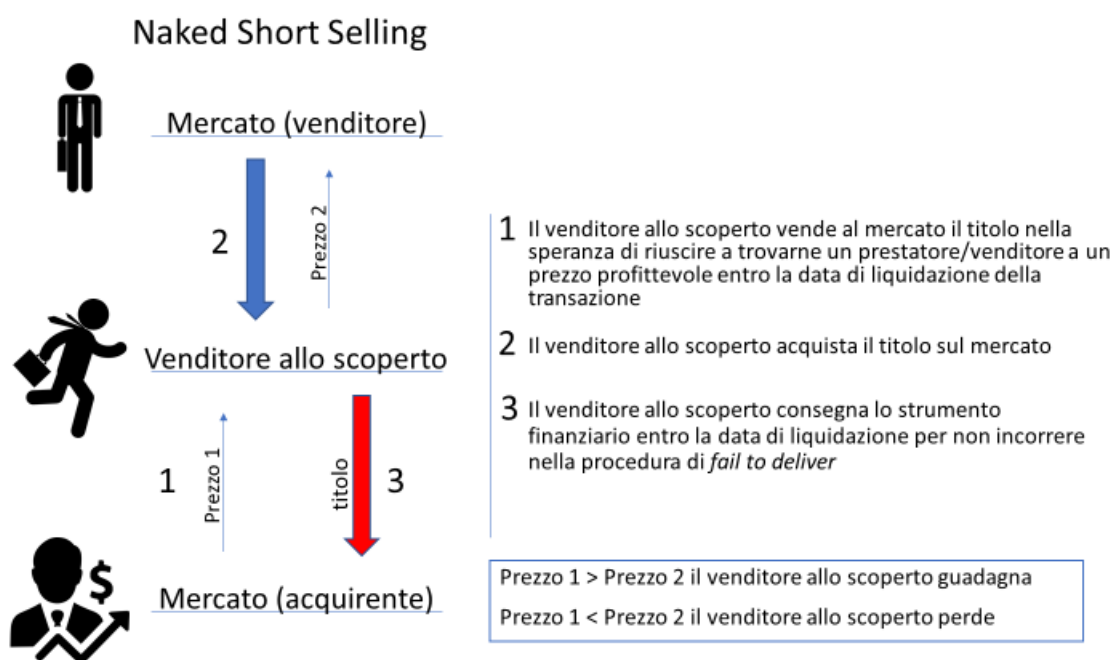 Naked Short Selling
Mercato (venditore)
2
Prezzo 2
Venditore allo scoperto
1
Prezzo 1
titolo
3
$
Mercato (acquirente)
1 Il venditore allo scoperto vende al mercato il titolo nella
speranza di riuscire a trovarne un prestatore/venditore a un
prezzo profittevole entro la data di liquidazione della
transazione
2 Il venditore allo scoperto acquista il titolo sul mercato
3 Il venditore allo scoperto consegna lo strumento
finanziario entro la data di liquidazione per non incorrere
nella procedura di fail to deliver
Prezzo 1 > Prezzo 2 il venditore allo scoperto guadagna
Prezzo 1 < Prezzo 2 il venditore allo scoperto perde